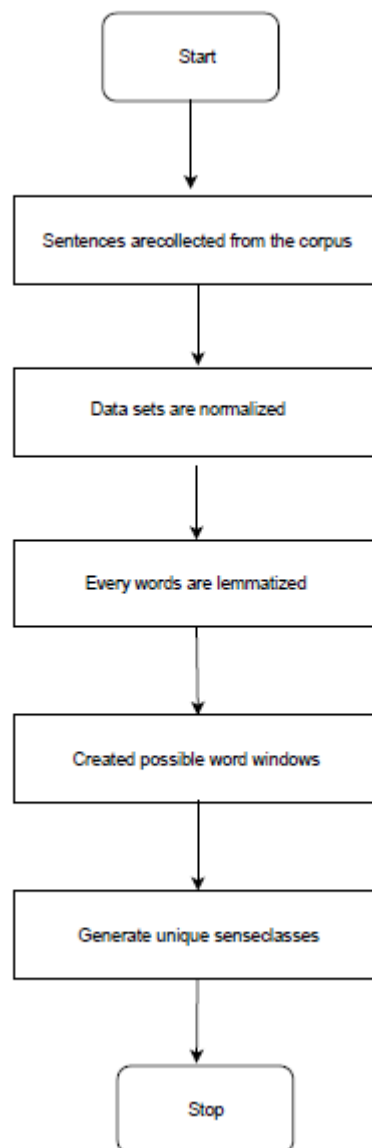 Start
Sentences arecollected from the corpus
Data sets are normalized
Every words are lemmatized
Created possible word windows
Generate unique senseclasses
Stop